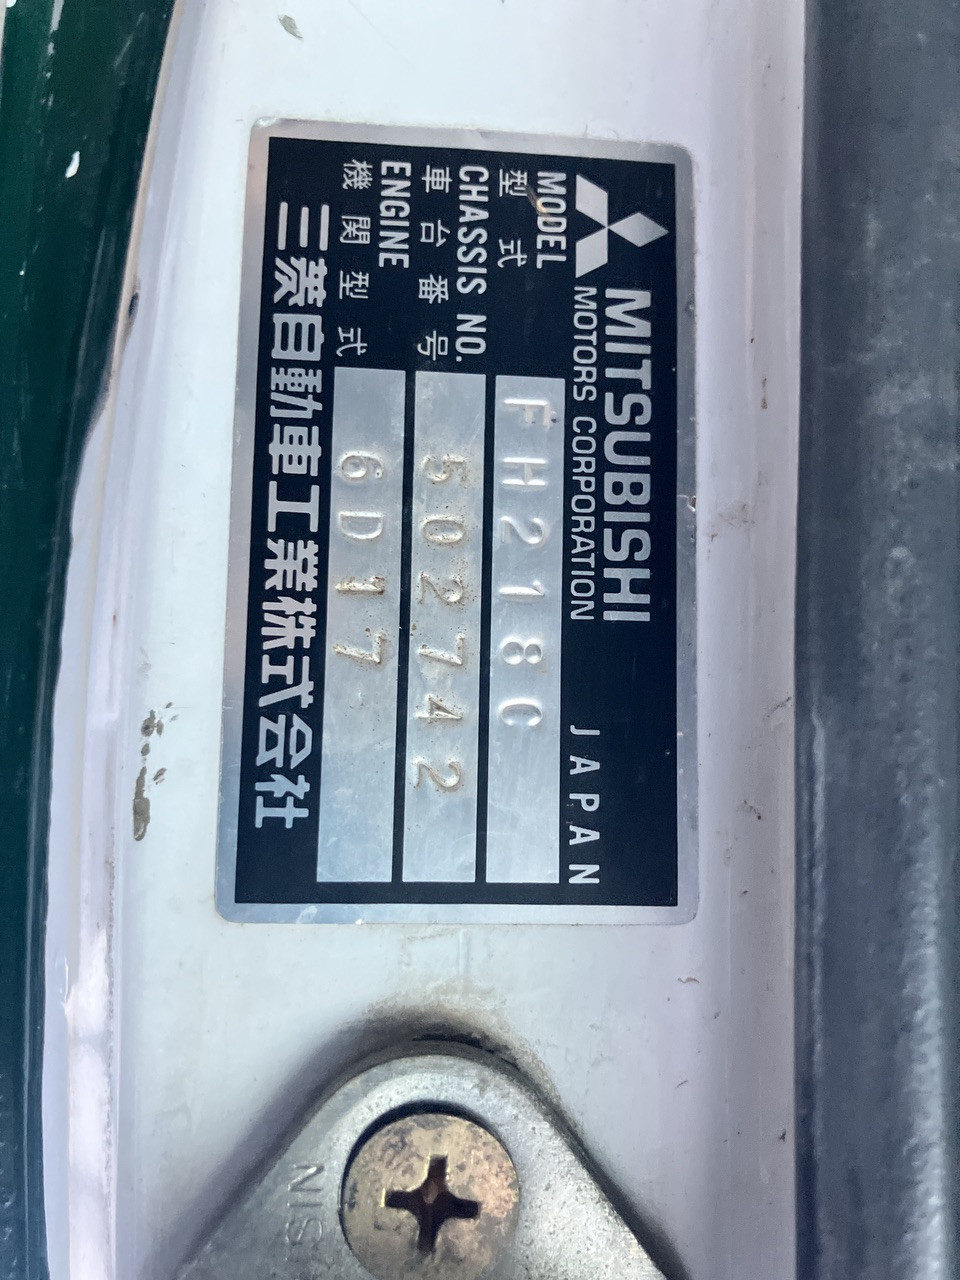 MITSUBISHI
MOTORS CORPORATION JAPAN
MODEL
型式 FH218C
CHASSIS NO.
車台番号 502742
ENGINE
機関型式 6D17
三菱自動車工業株式会社
NIS